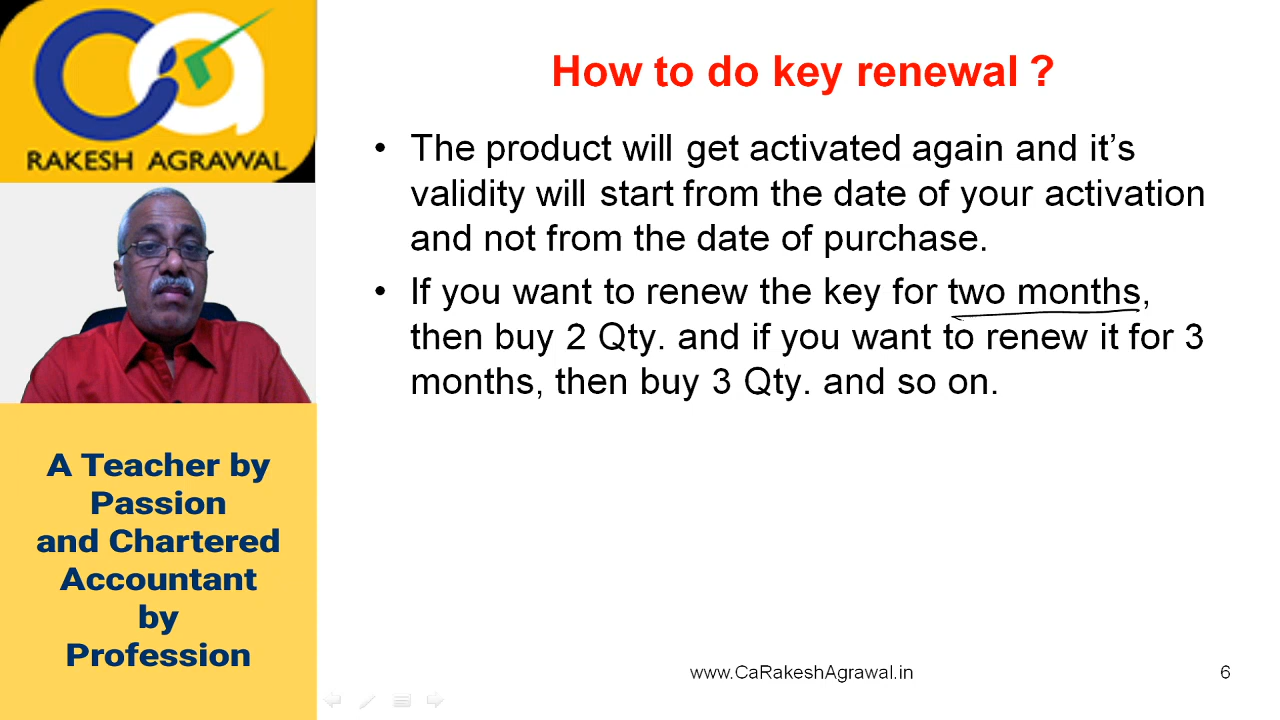 RAKESH AGRAWAL
How to do key renewal ?
• The product will get activated again and it’s
validity will start from the date of your activation
and not from the date of purchase.
• If you want to renew the key for two months,
then buy 2 Qty. and if you want to renew it for 3
months, then buy 3 Qty. and so on.
A Teacher by
Passion
and Chartered
Accountant
by
Profession
www.CaRakeshAgrawal.in
6